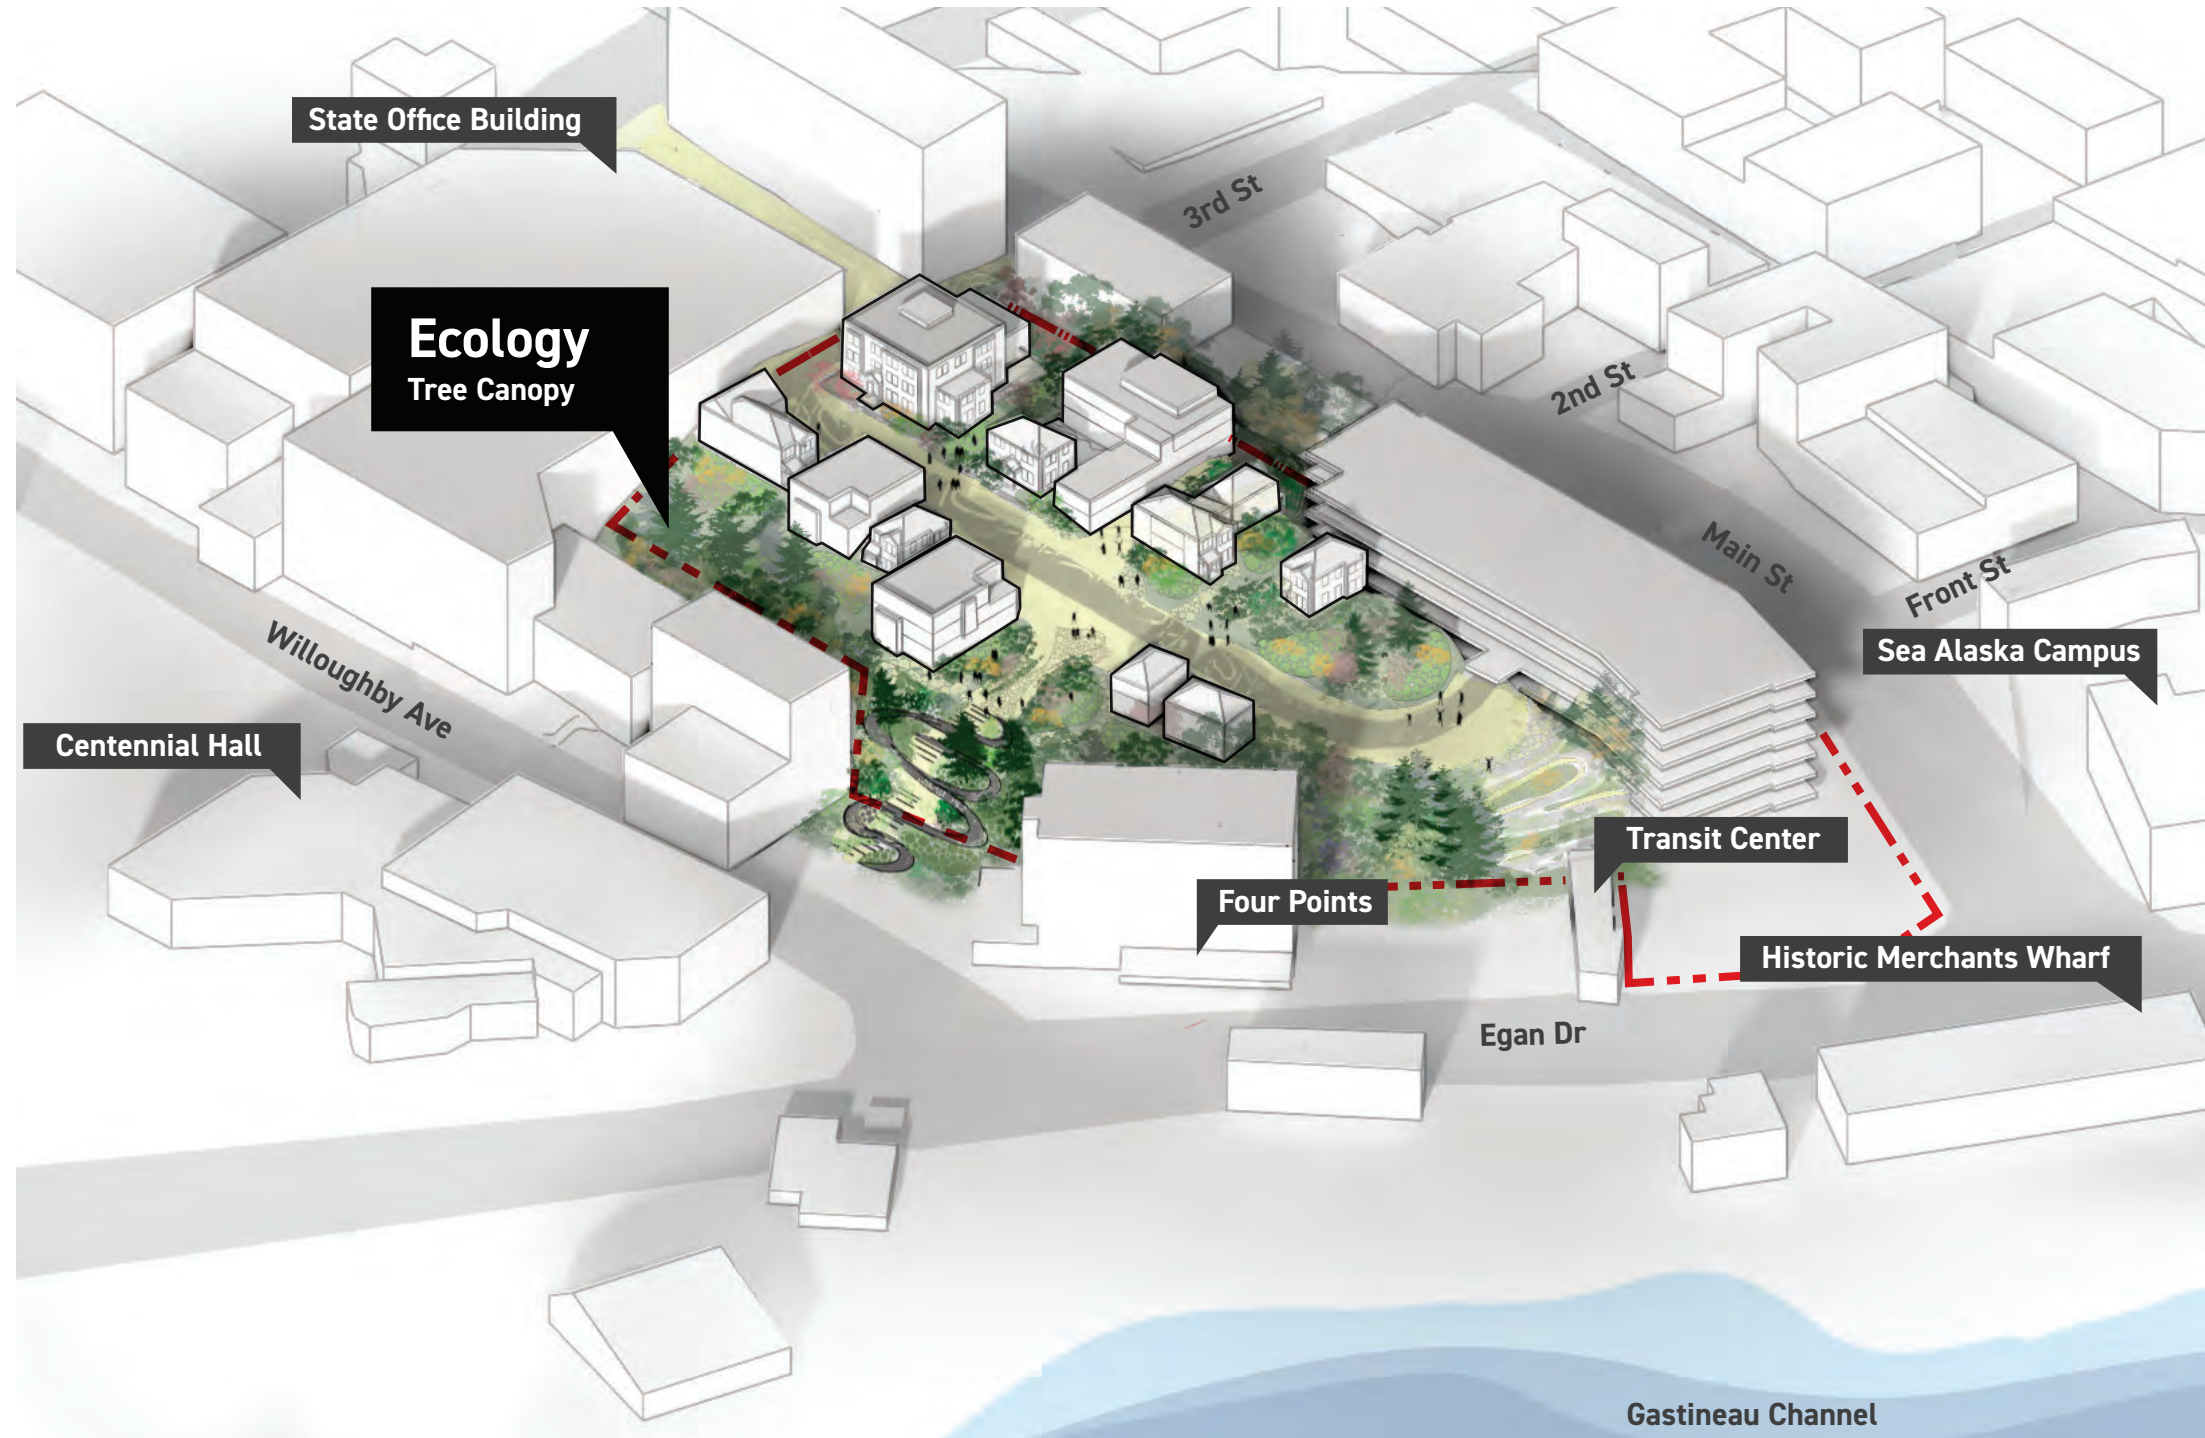 State Office Building
3rd St
Ecology
Tree Canopy
2nd St
Main St
Front St
Sea Alaska Campus
Willoughby Ave
Centennial Hall
Transit Center
Four Points
Historic Merchants Wharf
Egan Dr
Gastineau Channel